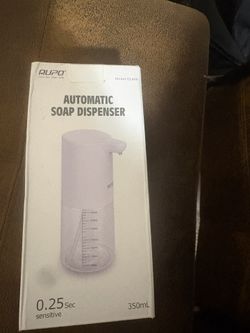 AUPO
AUTOMATIC
SOAP DISPENSER
0.25 Sec
sensitive
350mL